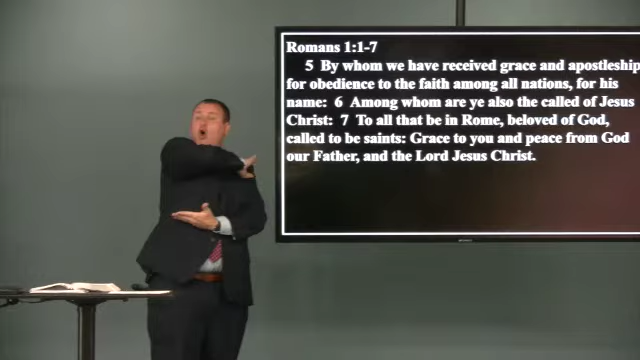 Romans 1:1-7
5 By whom we have received grace and apostleship
for obedience to the faith among all nations, for his
name: 6 Among whom are ye also the called of Jesus
Christ: 7 To all that be in Rome, beloved of God,
called to be saints: Grace to you and peace from God
our Father, and the Lord Jesus Christ.